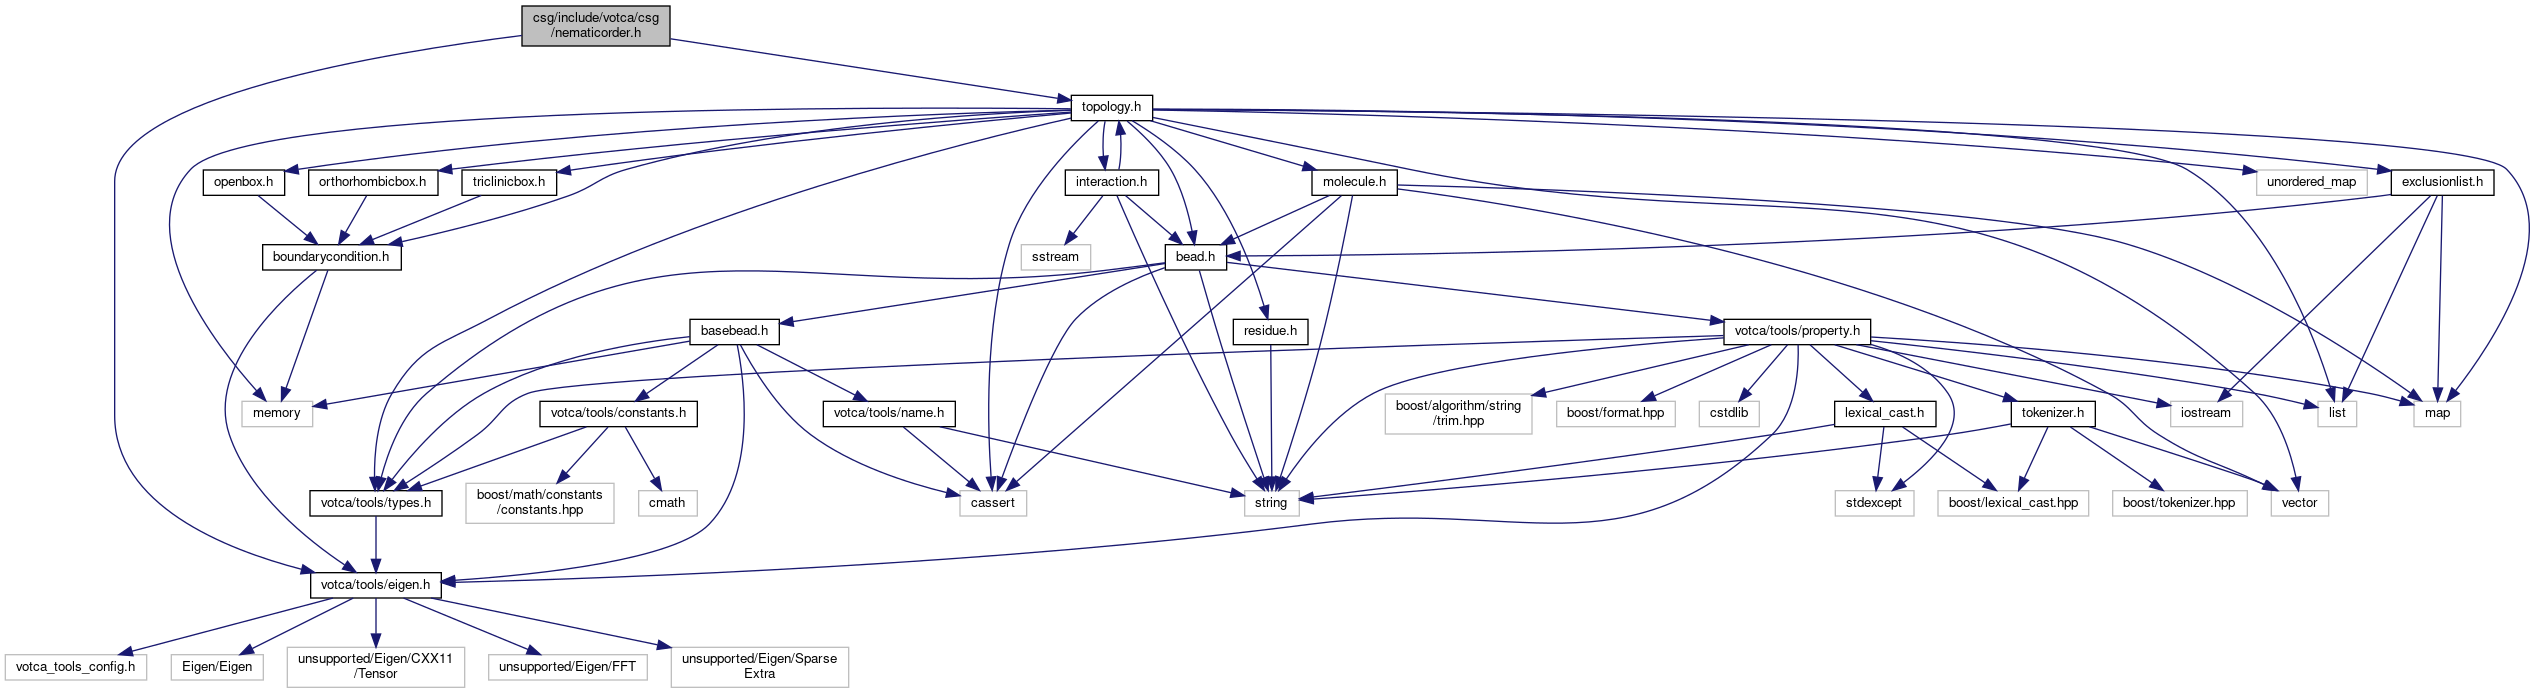 csg/include/votca/csg
/nematicorder.h
topology.h
openbox.h
orthorhombicbox.h
triclinicbox.h
interaction.h
molecule.h
unordered_map
exclusionlist.h
boundarycondition.h
sstream
bead.h
basebead.h
residue.h
votca/tools/property.h
memory
votca/tools/constants.h
votca/tools/name.h
boost/algorithm/string
/trim.hpp
boost/format.hpp
cstdlib
lexical_cast.h
tokenizer.h
iostream
list
map
votca/tools/types.h
boost/math/constants
/constants.hpp
cmath
cassert
string
stdexcept
boost/lexical_cast.hpp
boost/tokenizer.hpp
vector
votca/tools/eigen.h
votca_tools_config.h
Eigen/Eigen
unsupported/Eigen/CXX11
/Tensor
unsupported/Eigen/FFT
unsupported/Eigen/Sparse
Extra